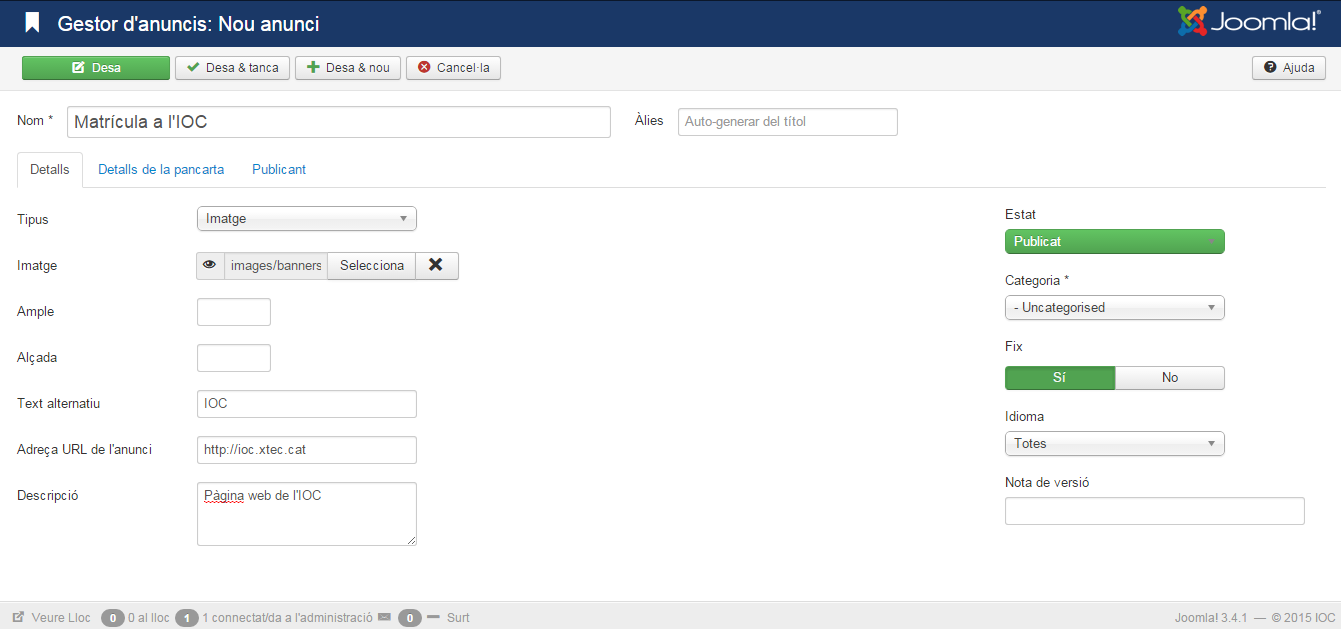 Gestor d'anuncis: Nou anunci
Joomla!®
Desa
Desa & tanca
Desa & nou
Cancel·la
Ajuda
Nom *
Matrícula a l'IOC
Àlies
Auto-generar del títol
Detalls
Detalls de la pancarta
Publicant
Tipus
Imatge
Imatge
images/banners
Selecciona
Ample
Alçada
Text alternatiu
IOC
Adreça URL de l'anunci
http://ioc.xtec.cat
Descripció
Pàgina web de l'IOC
Estat
Publicat
Categoria *
- Uncategorised
Fix
Sí
No
Idioma
Totes
Nota de versió
Veure Lloc
0 0 al lloc
1 1 connectat/da a l'administració
0
Surt
Joomla! 3.4.1 — © 2015 IOC